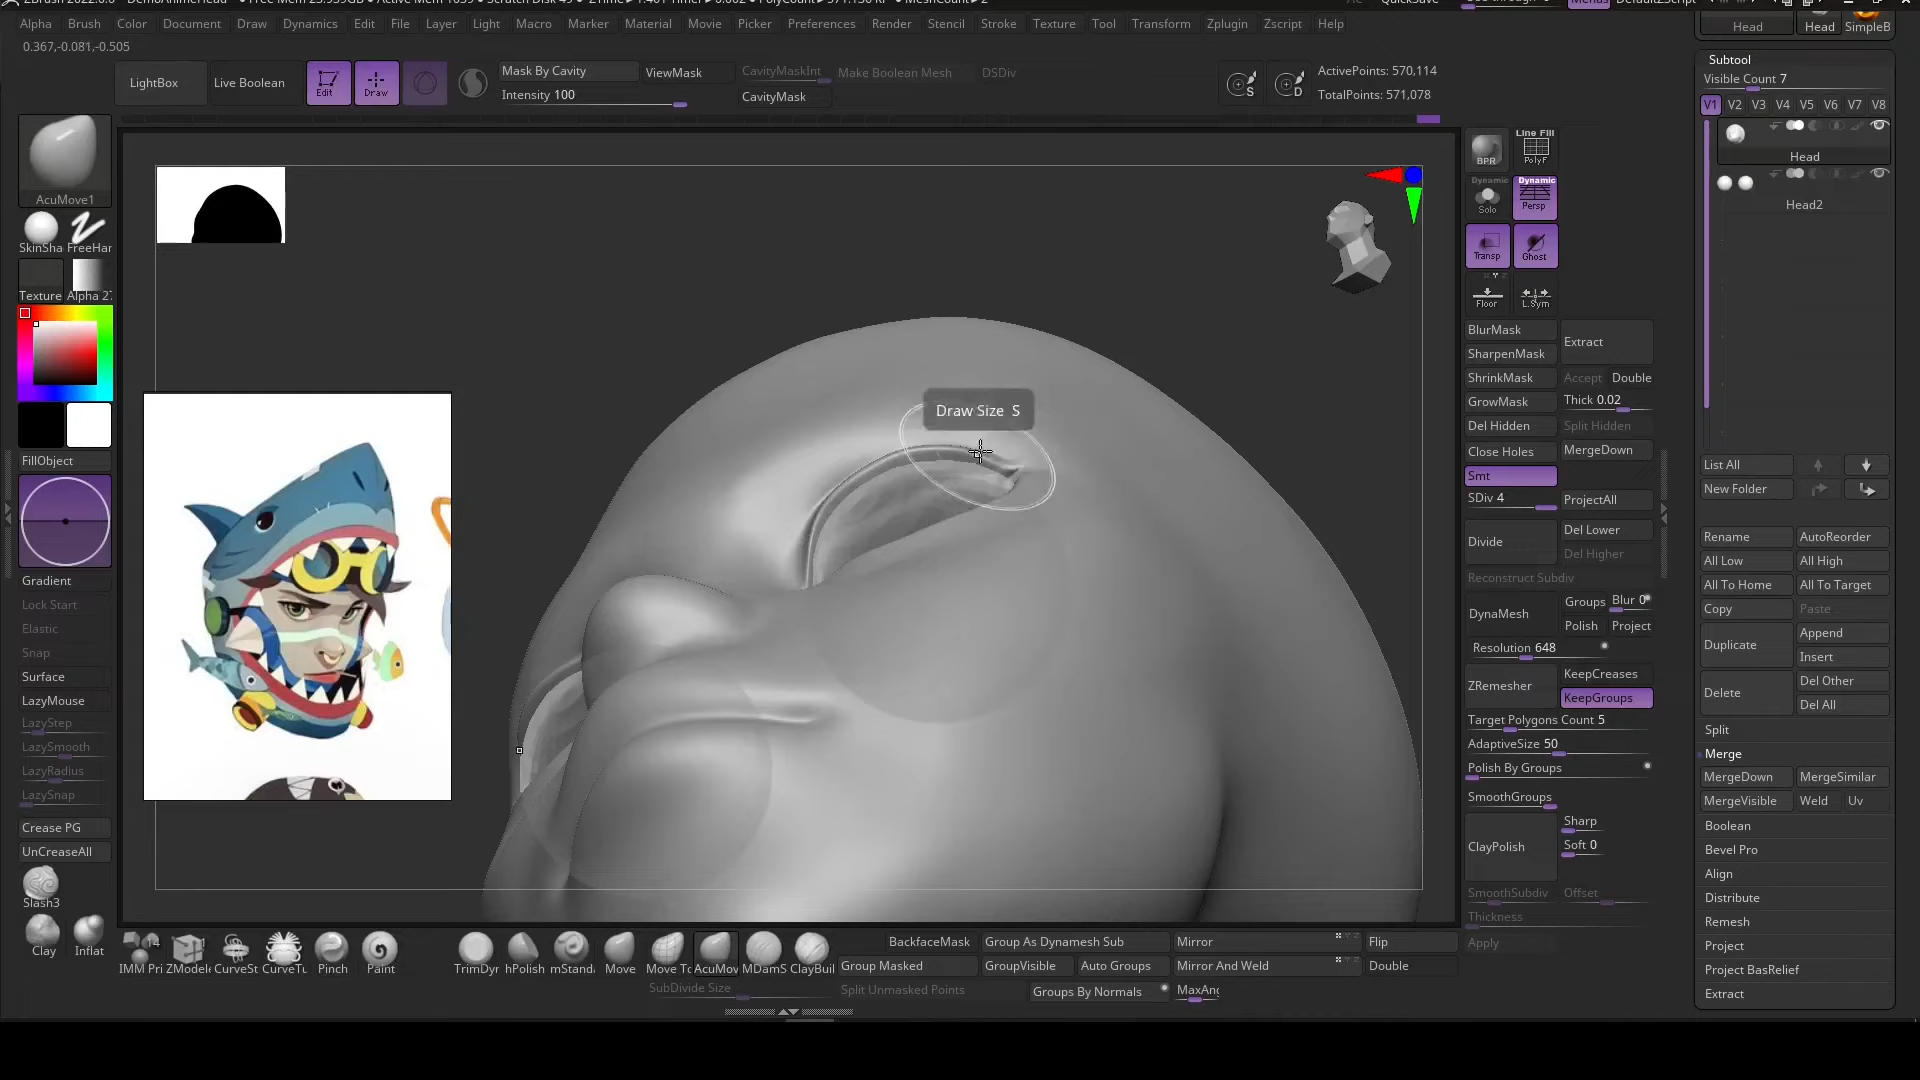 Alpha Brush Color Document Draw Dynamics Edit File Layer Light Macro Marker Material Movie Picker Preferences Render Stencil Stroke Texture Tool Transform Zplugin Zscript Help
0.367,-0.081,-0.505
LightBox
Live Boolean
Edit
Draw
Mask By Cavity
Intensity 100
ViewMask
CavityMaskInt
CavityMask
Make Boolean Mesh
DSDiv
S
D
ActivePoints: 570,114
TotalPoints: 571,078
AcuMove1
SkinSha
FreeHar
Texture
Alpha 27
FillObject
Gradient
Lock Start
Elastic
Snap
Surface
LazyMouse
LazyStep
LazySmooth
LazyRadius
LazySnap
Crease PG
UnCreaseAll
Slash3
Clay
Inflat
Draw Size S
BPR
Line Fill
PolyF
Dynamic
Solo
Dynamic
Persp
Transp
Ghost
Floor
L.Sym
BlurMask
SharpenMask
ShrinkMask
GrowMask
Del Hidden
Close Holes
Smt
SDiv 4
Extract
Accept
Double
Thick 0.02
Split Hidden
MergeDown
ProjectAll
Divide
Del Lower
Del Higher
Reconstruct Subdiv
DynaMesh
Groups
Blur 0
Polish
Project
Resolution 648
ZRemesher
KeepCreases
KeepGroups
Target Polygons Count 5
AdaptiveSize 50
Polish By Groups
SmoothGroups
ClayPolish
Sharp
Soft 0
SmoothSubdiv
Offset
Thickness
Apply
Head
Head
SimpleB
Subtool
Visible Count 7
V1 V2 V3 V4 V5 V6 V7 V8
Head
Head2
List All
New Folder
Rename
AutoReorder
All Low
All High
All To Home
All To Target
Copy
Paste
Duplicate
Append
Insert
Delete
Del Other
Del All
Split
Merge
MergeDown
MergeSimilar
MergeVisible
Weld
Uv
Boolean
Bevel Pro
Align
Distribute
Remesh
Project
Project BasRelief
Extract
14
1
IMM Pri
ZModele
CurveSt
CurveTu
Pinch
Paint
TrimDyr
hPolish
mStand
Move
Move To
AcuMov
MDamS
ClayBuil
BackfaceMask
Group As Dynamesh Sub
Mirror
Flip
Group Masked
GroupVisible
Auto Groups
Mirror And Weld
Double
SubDivide Size
Split Unmasked Points
Groups By Normals
MaxAng